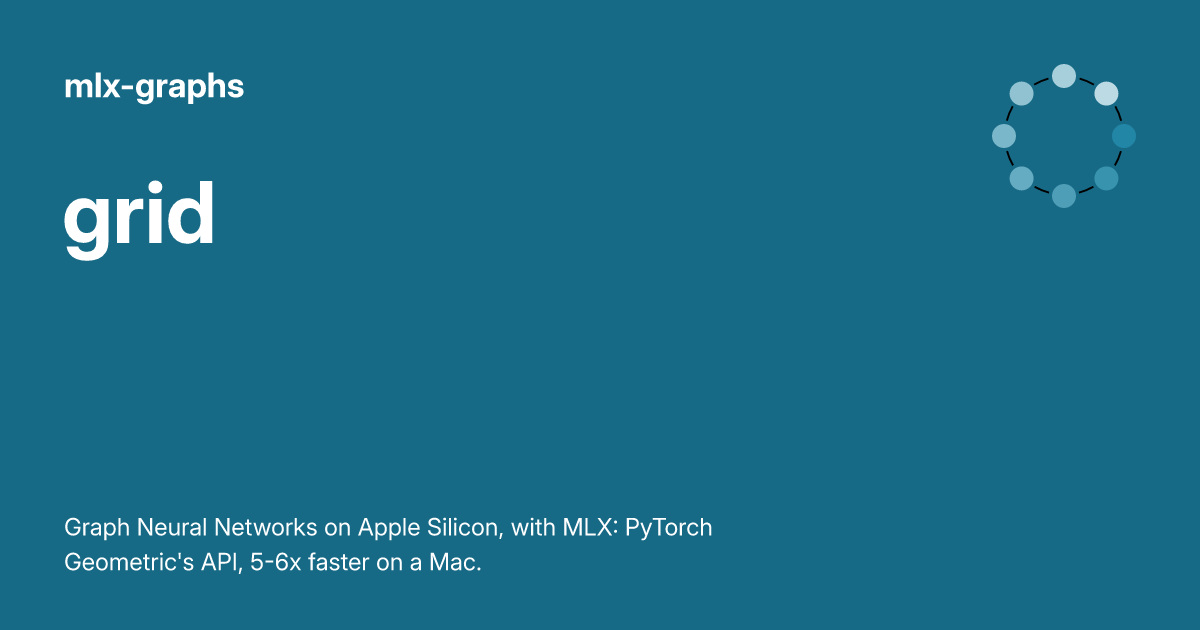 mlx-graphs
grid
Graph Neural Networks on Apple Silicon, with MLX: PyTorch
Geometric's API, 5-6x faster on a Mac.